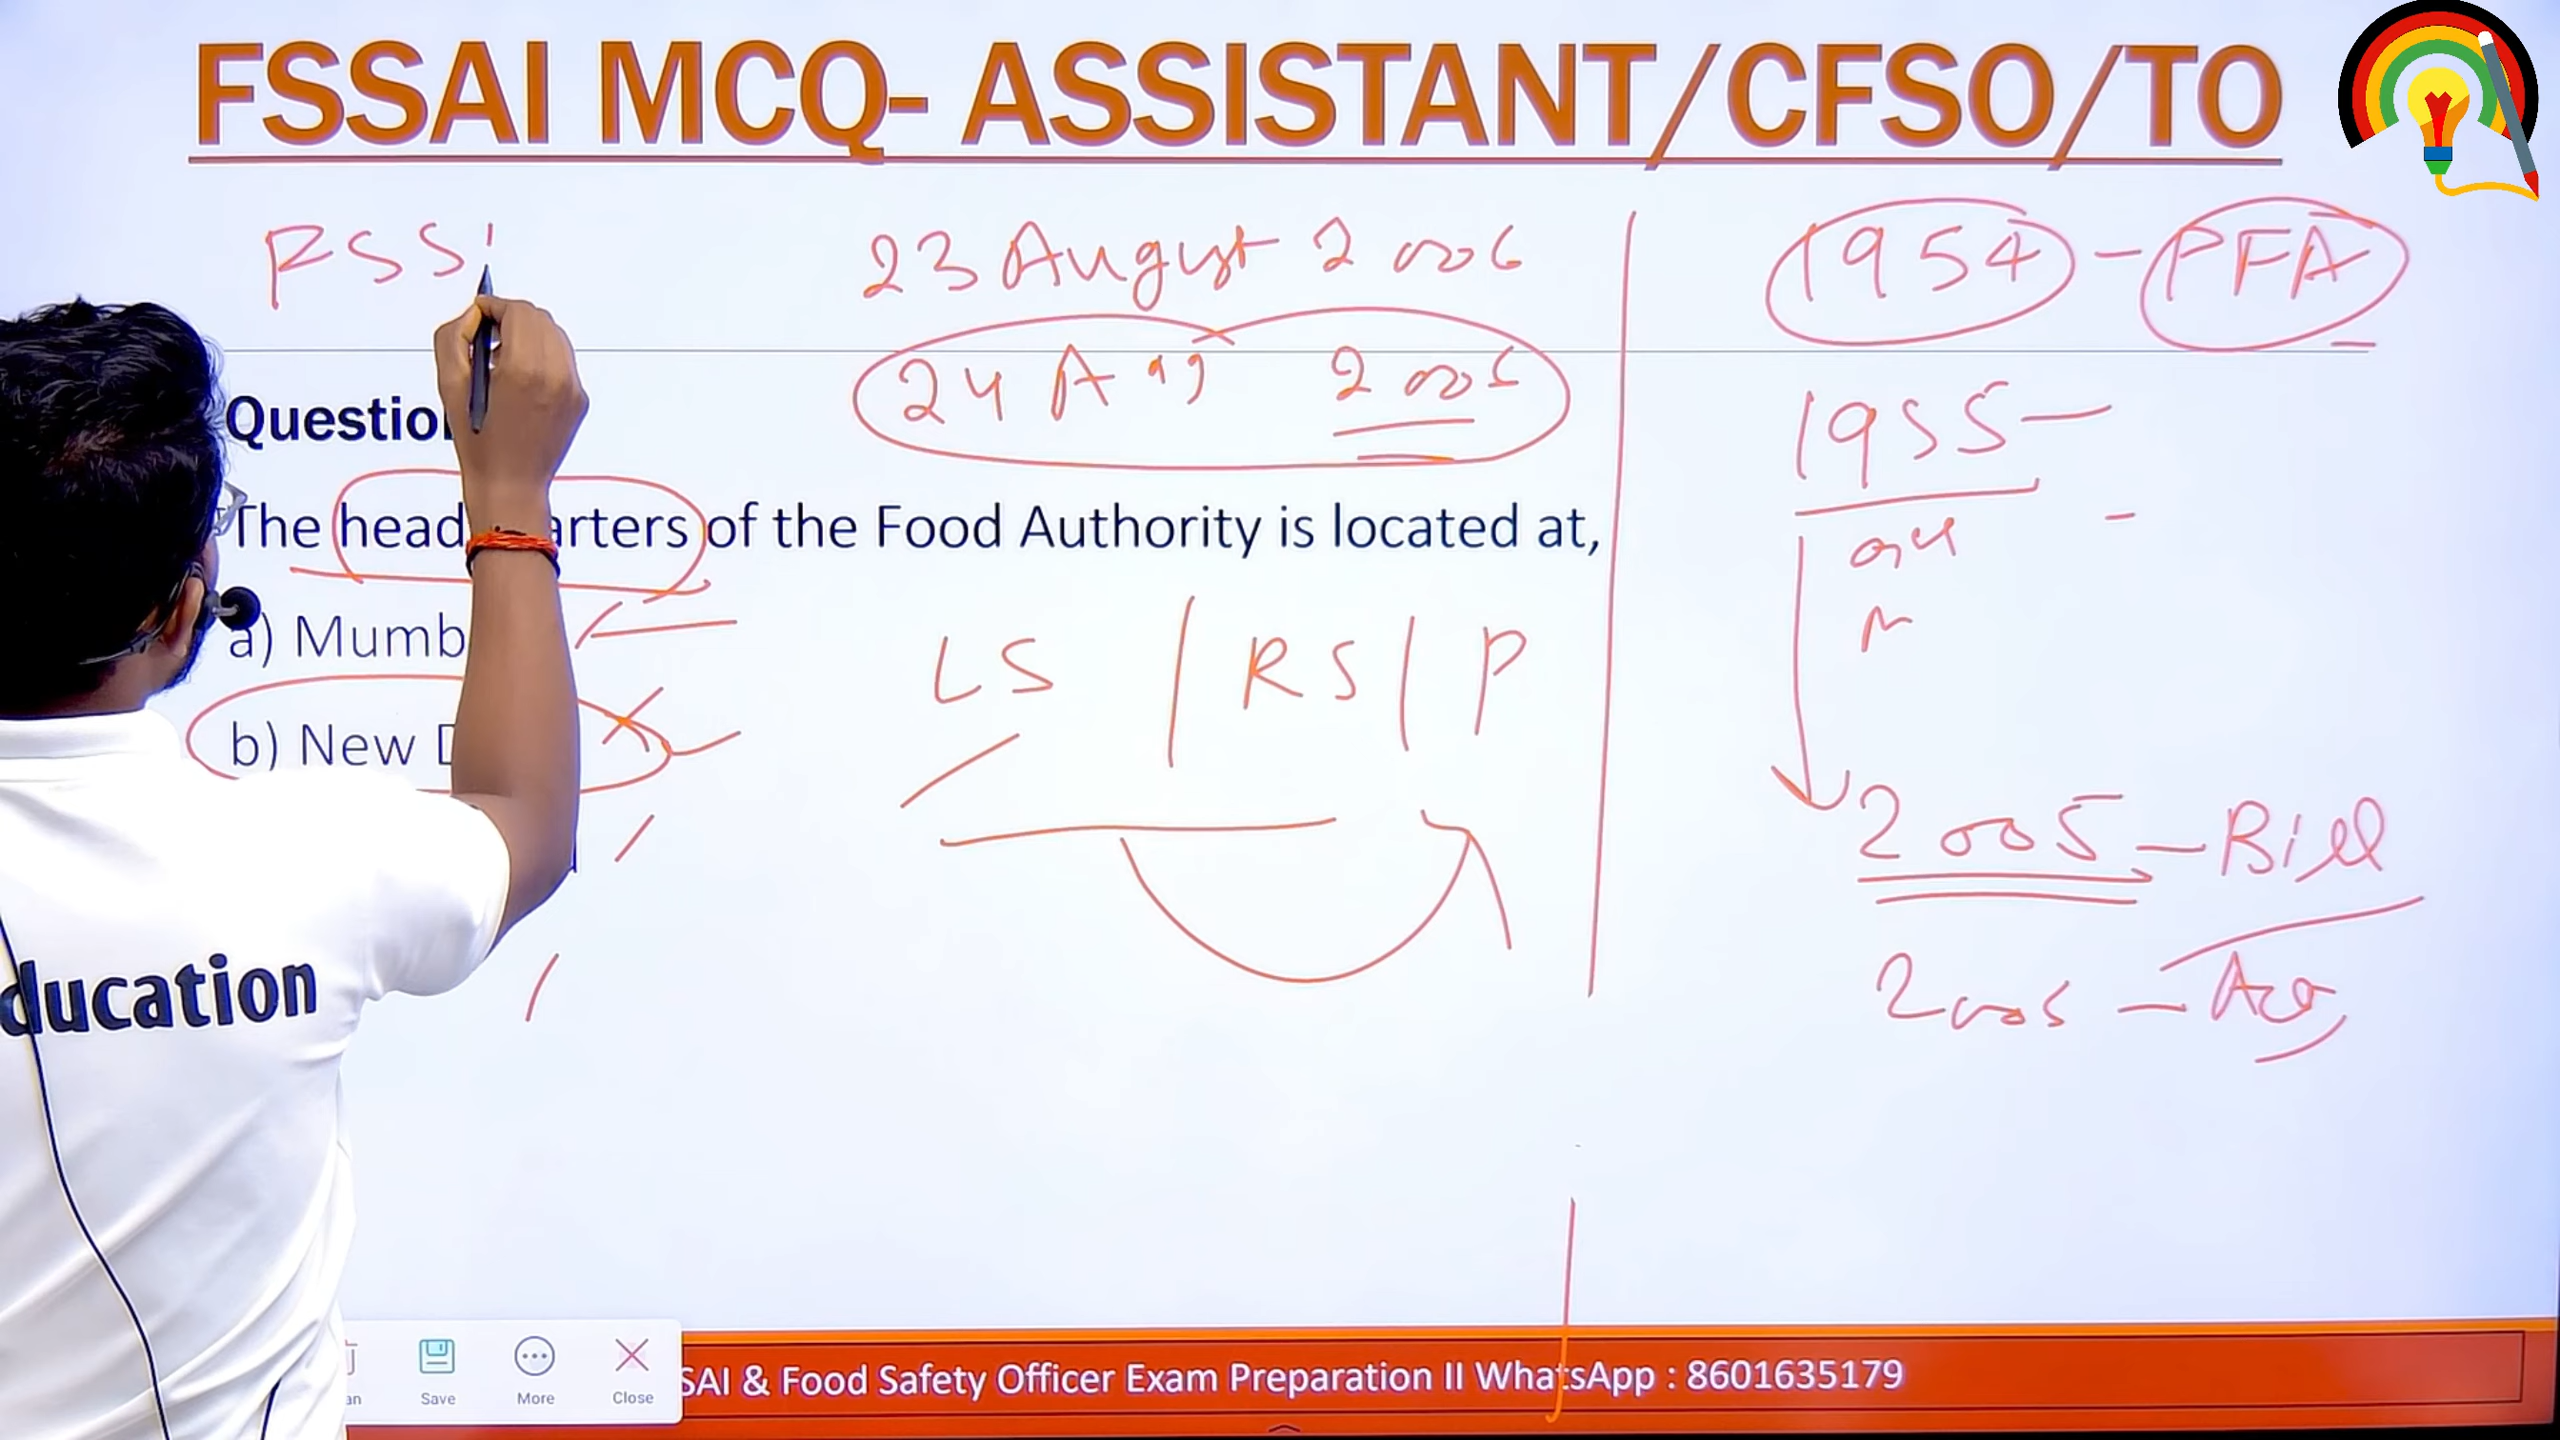 FSSAI MCQ- ASSISTANT/CFSO/TO
FSSI
23 August 2006
24 Aug 2006
1954 - PFA
1955 -
Questio
The head arters of the Food Authority is located at,
a) Mumb
b) New D
LS | RS | P
2005 - Bill
2006 - Act
ducation
Save
More
Close
SAI & Food Safety Officer Exam Preparation II WhatsApp : 8601635179